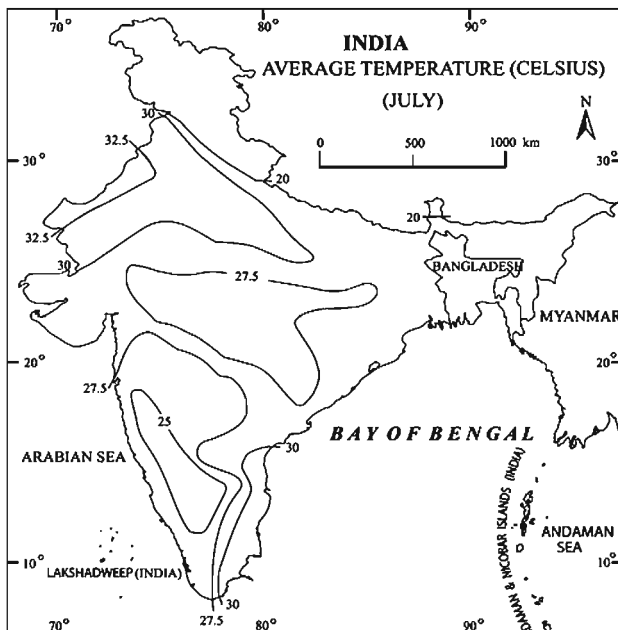 70°
80°
90°
INDIA
AVERAGE TEMPERATURE (CELSIUS)
(JULY)
N
0
500
1000 km
30
32.5
30°
20
30°
20
32.5
30
27.5
BANGLADESH
MYANMAR
20°
20°
27.5
25
30
BAY OF BENGAL
ARABIAN SEA
ANDAMAN & NICOBAR ISLANDS (INDIA)
ANDAMAN
SEA
10°
10°
LAKSHADWEEP (INDIA)
30
27.5
70°
80°
90°